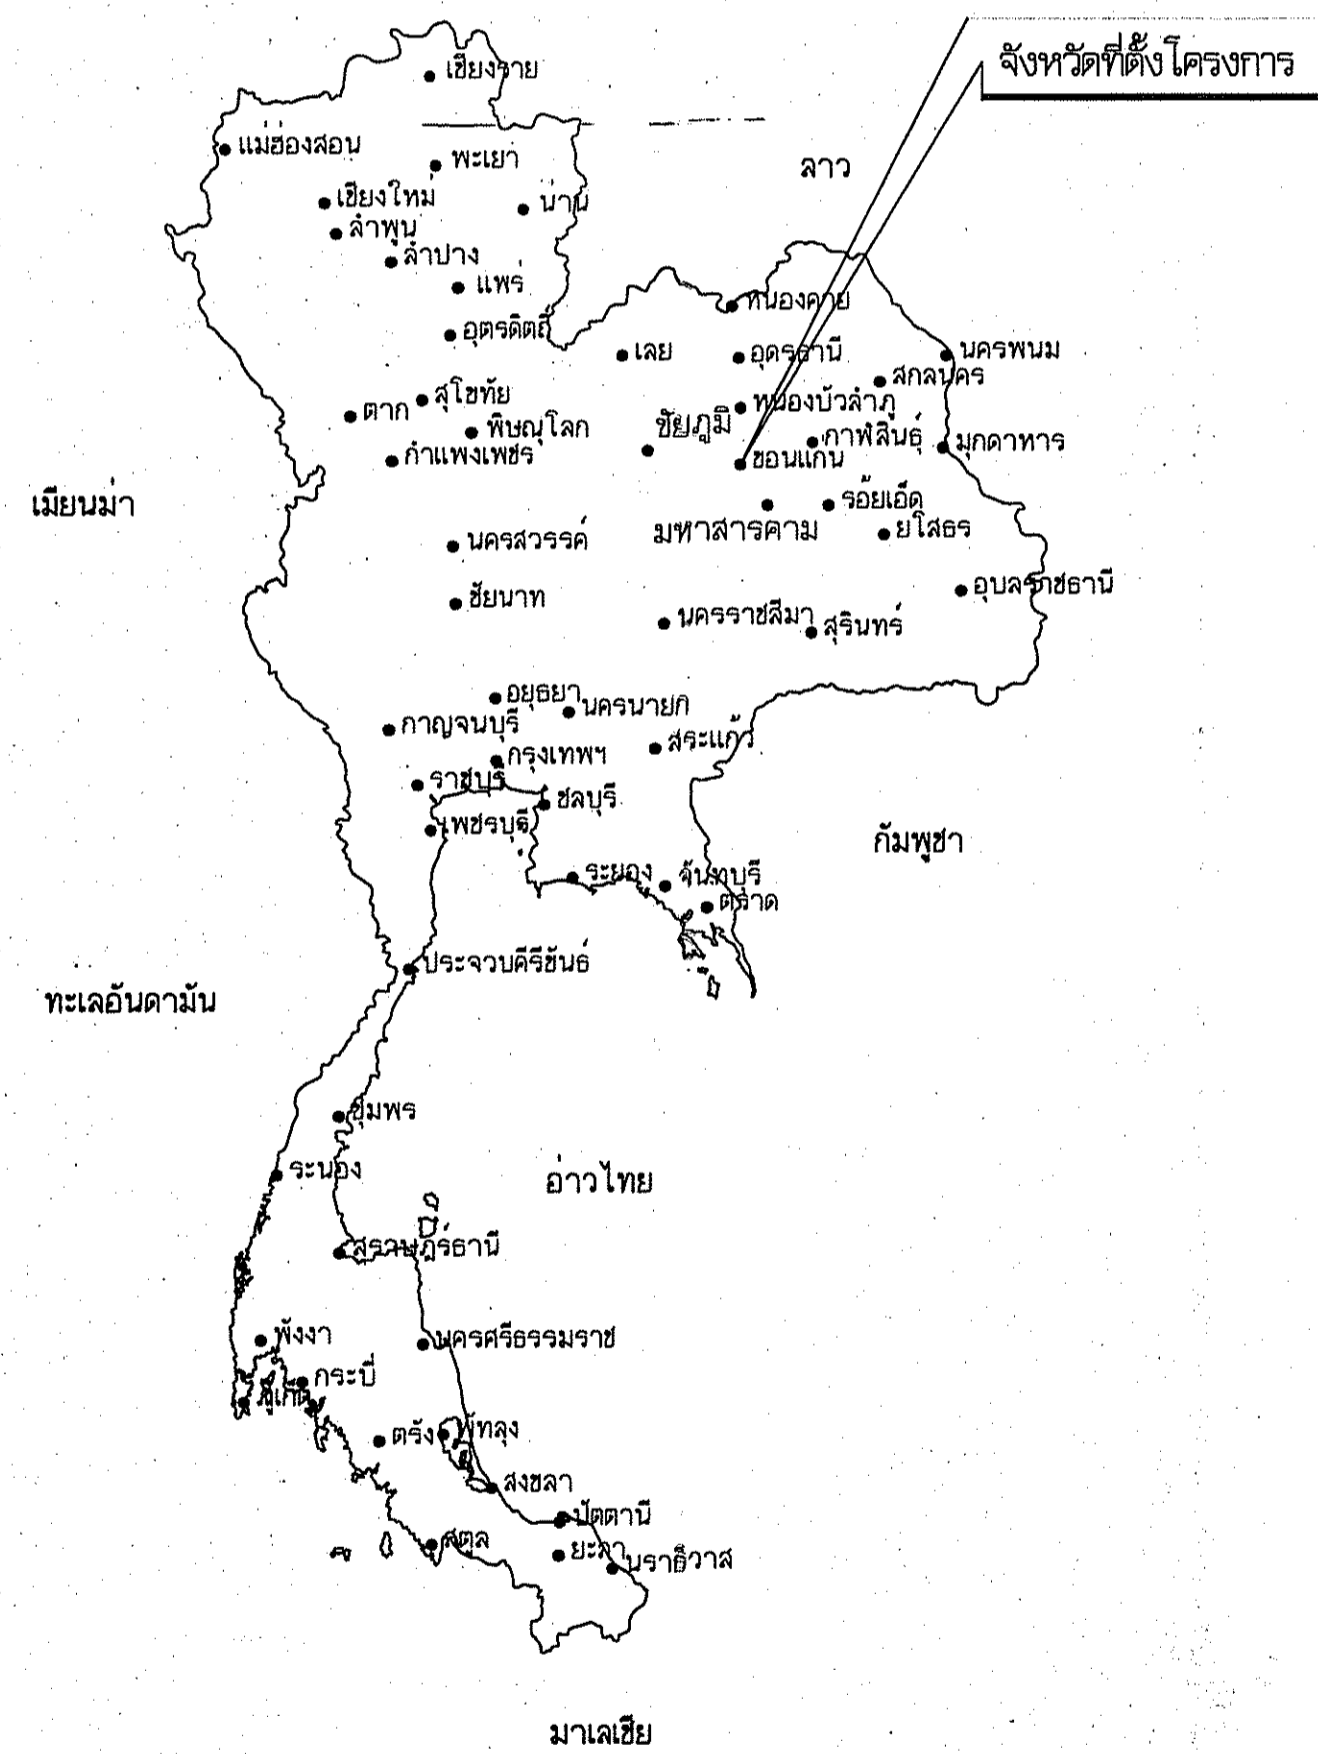 จังหวัดที่ตั้งโครงการ
เชียงราย
แม่ฮ่องสอน
พะเยา
ลาว
เชียงใหม่
น่าน
ลำพูน
ลำปาง
แพร่
หนองคาย
อุตรดิตถ์
เลย
อุดรธานี
นครพนม
สกลนคร
สุโขทัย
หนองบัวลำภู
ตาก
ชัยภูมิ
พิษณุโลก
กาฬสินธุ์
มุกดาหาร
กำแพงเพชร
ขอนแก่น
เมียนม่า
ร้อยเอ็ด
มหาสารคาม
ยโสธร
นครสวรรค์
อุบลราชธานี
ชัยนาท
นครราชสีมา
สุรินทร์
อยุธยา
นครนายก
กาญจนบุรี
สระแก้ว
กรุงเทพฯ
ราชบุรี
ชลบุรี
เพชรบุรี
กัมพูชา
ระยอง
จันทบุรี
ตราด
ประจวบคีรีขันธ์
ทะเลอันดามัน
ชุมพร
ระนอง
อ่าวไทย
สุราษฎร์ธานี
พังงา
นครศรีธรรมราช
กระบี่
ภูเก็ต
ตรัง
พัทลุง
สงขลา
ปัตตานี
สตูล
ยะลา
นราธิวาส
มาเลเซีย